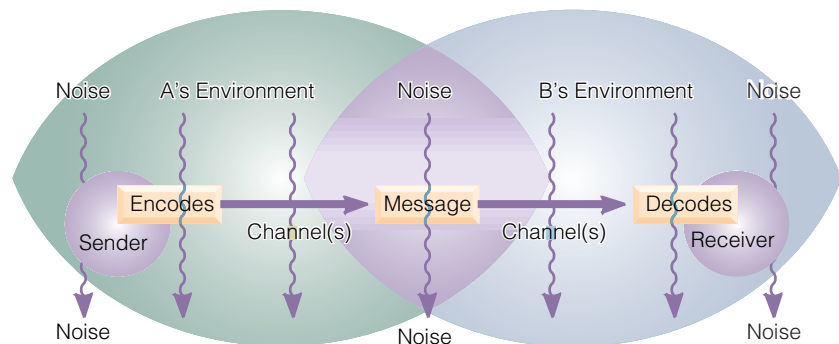 Noise A's Environment Noise B's Environment Noise
Encodes Message Decodes
Sender Channel(s) Channel(s) Receiver
Noise Noise Noise